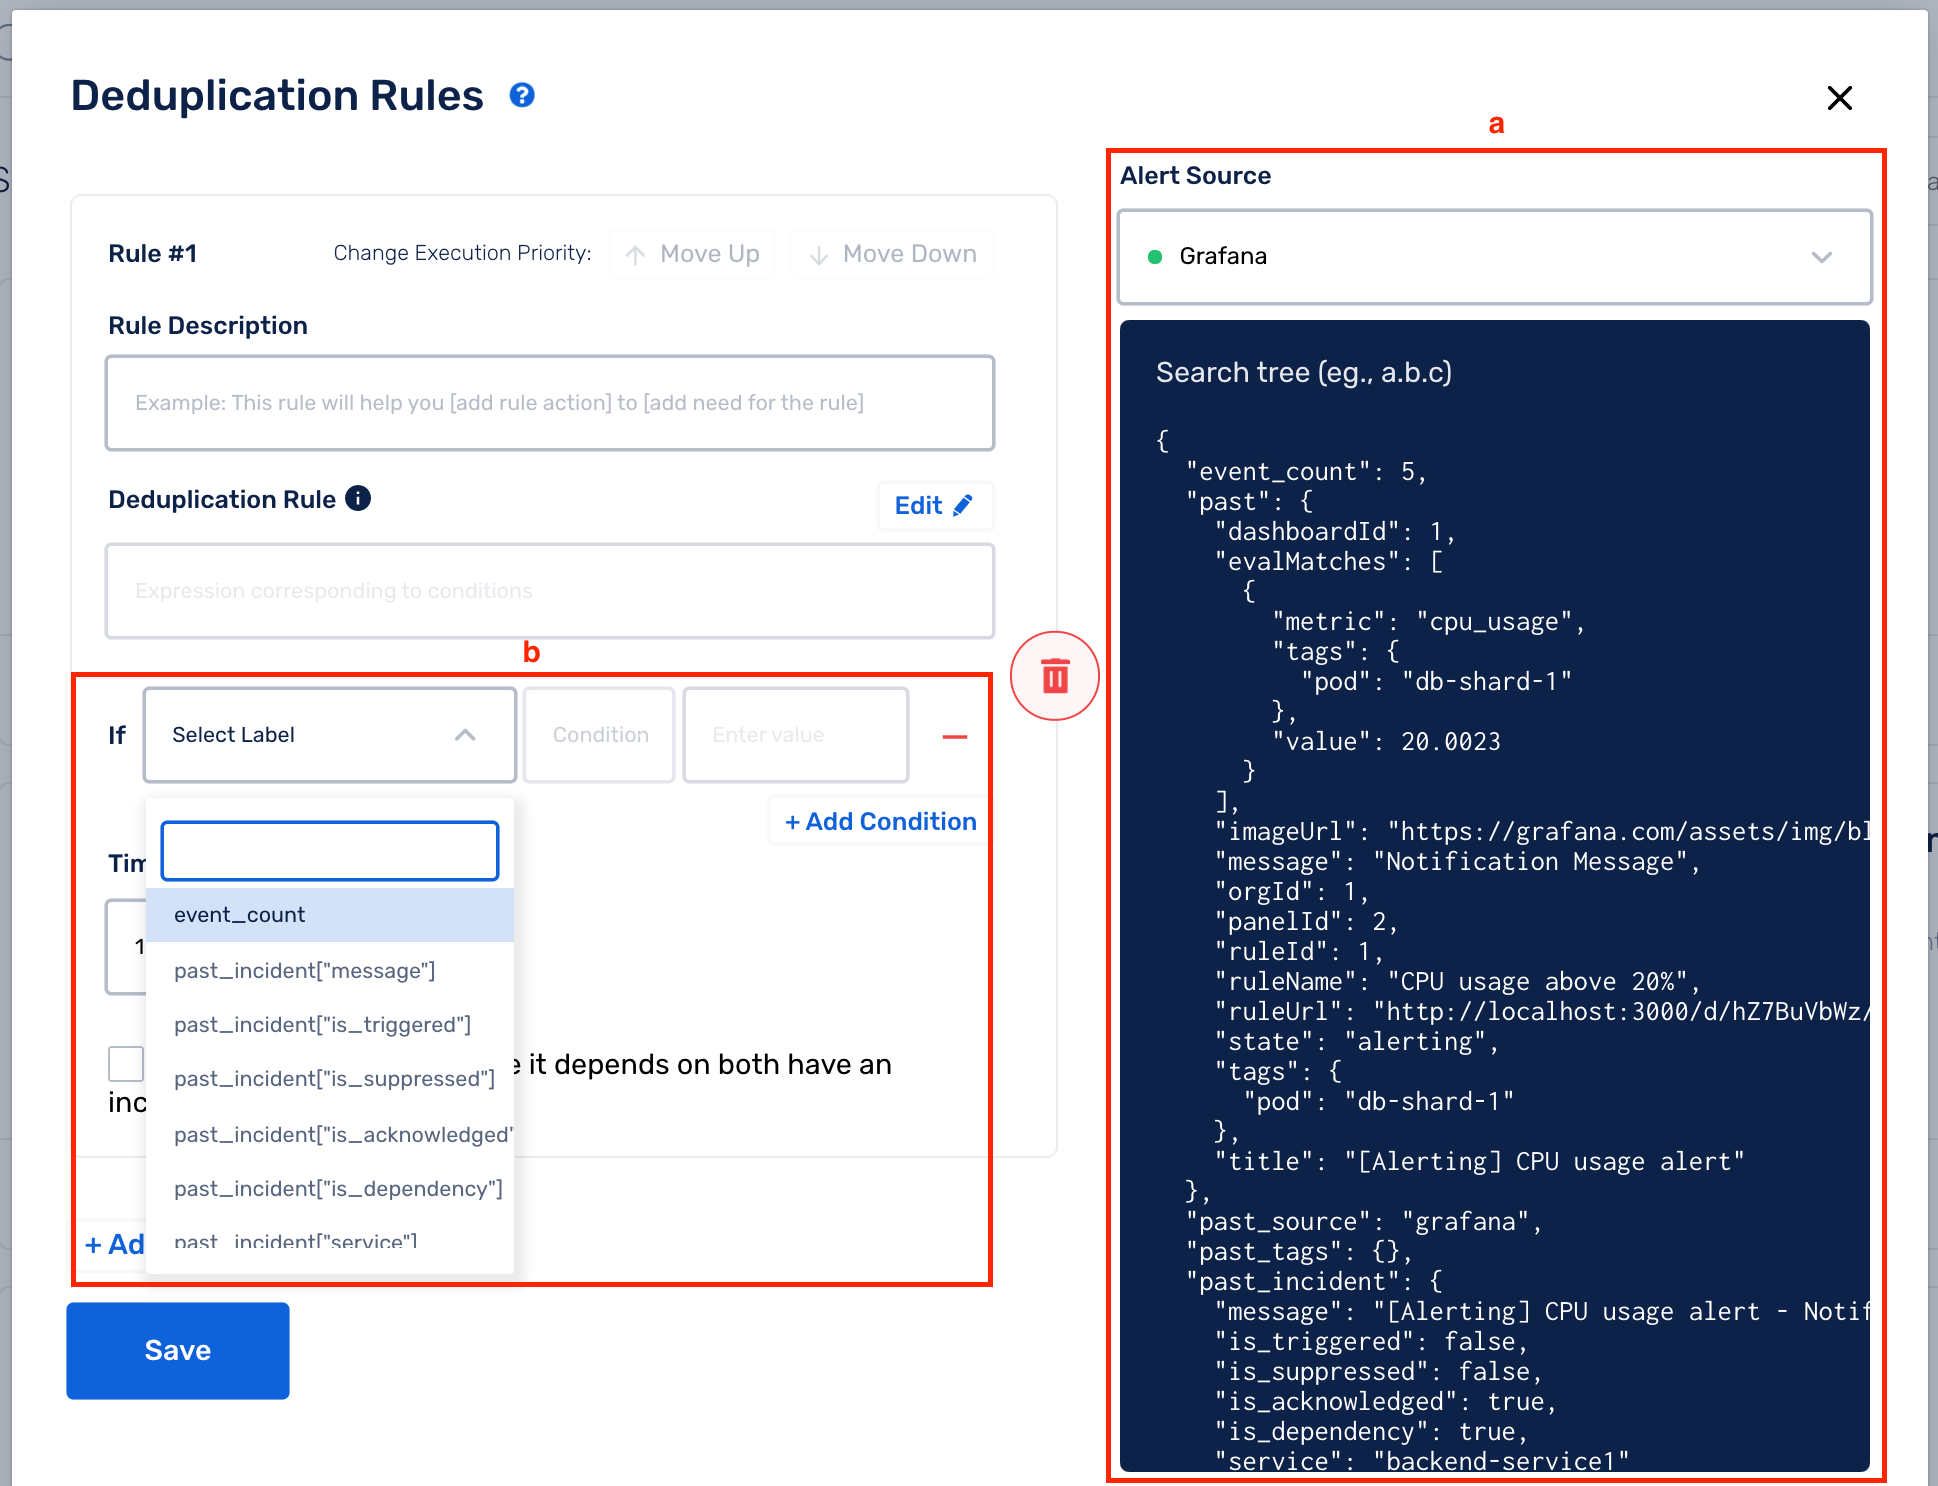 Deduplication Rules
a
Alert Source
Grafana
Rule #1
Change Execution Priority:
Move Up
Move Down
Rule Description
Example: This rule will help you [add rule action] to [add need for the rule]
Deduplication Rule
Edit
Expression corresponding to conditions
b
If
Select Label
Condition
Enter value
+ Add Condition
event_count
past_incident["message"]
past_incident["is_triggered"]
past_incident["is_suppressed"]
past_incident["is_acknowledged"
past_incident["is_dependency"]
past_incident["service"]
1
it depends on both have an
Save
Search tree (eg., a.b.c)
{
"event_count": 5,
"past": {
"dashboardId": 1,
"evalMatches": [
{
"metric": "cpu_usage",
"tags": {
"pod": "db-shard-1"
},
"value": 20.0023
}
],
"imageUrl": "https://grafana.com/assets/img/bl
"message": "Notification Message",
"orgId": 1,
"panelId": 2,
"ruleId": 1,
"ruleName": "CPU usage above 20%",
"ruleUrl": "http://localhost:3000/d/hZ7BuVbWz/
"state": "alerting",
"tags": {
"pod": "db-shard-1"
},
"title": "[Alerting] CPU usage alert"
},
"past_source": "grafana",
"past_tags": {},
"past_incident": {
"message": "[Alerting] CPU usage alert - Notif
"is_triggered": false,
"is_suppressed": false,
"is_acknowledged": true,
"is_dependency": true,
"service": "backend-service1"